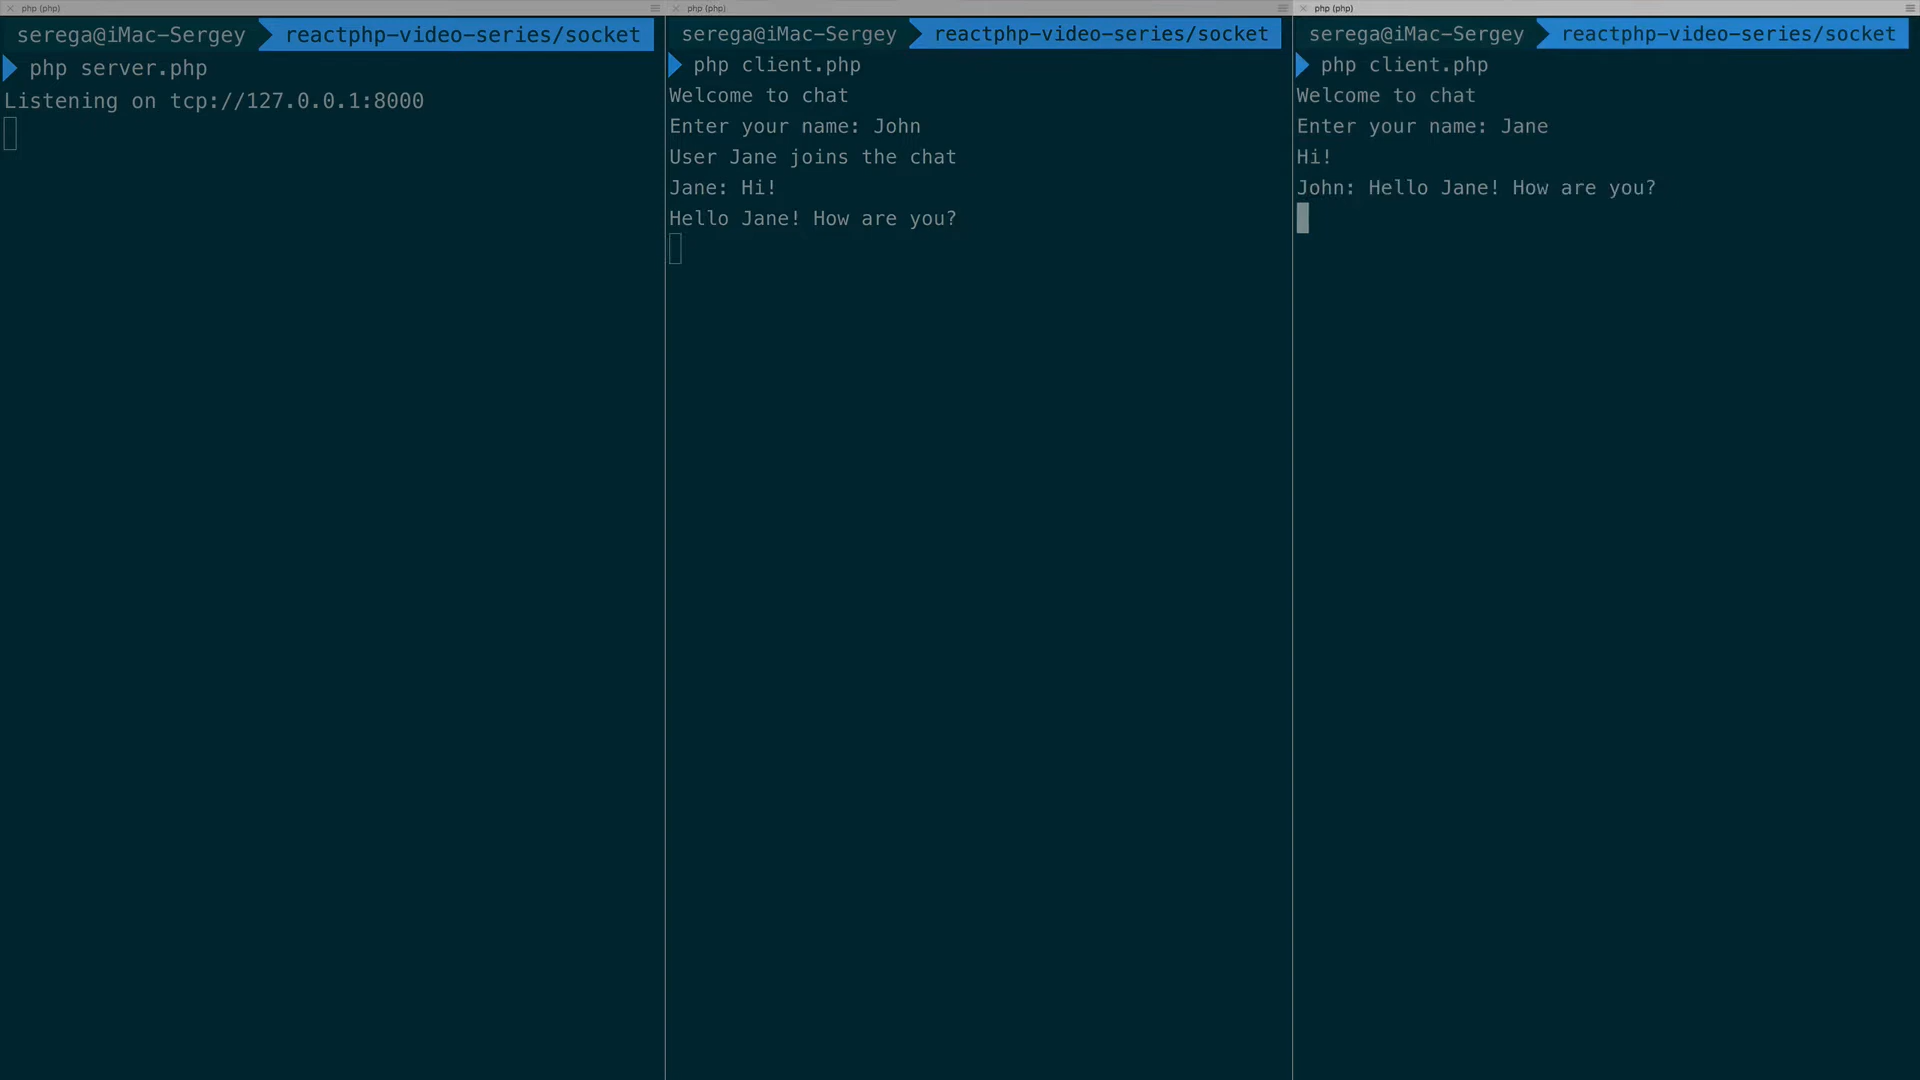 php (php)
serega@iMac-Sergey reactphp-video-series/socket
php server.php
Listening on tcp://127.0.0.1:8000
php (php)
serega@iMac-Sergey reactphp-video-series/socket
php client.php
Welcome to chat
Enter your name: John
User Jane joins the chat
Jane: Hi!
Hello Jane! How are you?
php (php)
serega@iMac-Sergey reactphp-video-series/socket
php client.php
Welcome to chat
Enter your name: Jane
Hi!
John: Hello Jane! How are you?